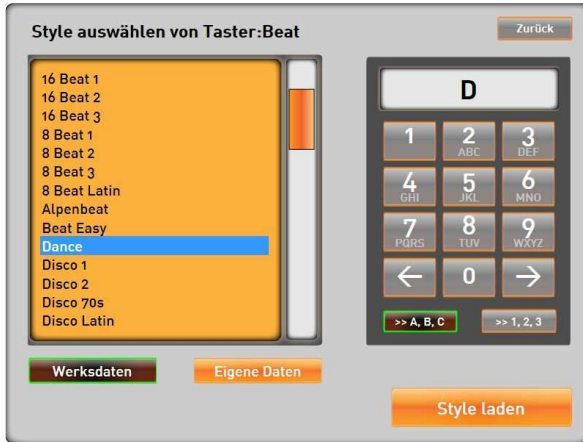 Style auswählen von Taster:Beat
Zurück
16 Beat 1
16 Beat 2
16 Beat 3
8 Beat 1
8 Beat 2
8 Beat 3
8 Beat Latin
Alpenbeat
Beat Easy
Dance
Disco 1
Disco 2
Disco 70s
Disco Latin
D
1 2 3
ABC DEF
4 5 6
GHI JKL MNO
7 8 9
PQRS TUV WXYZ
← 0 →
>> A, B, C >> 1, 2, 3
Werksdaten Eigene Daten
Style laden